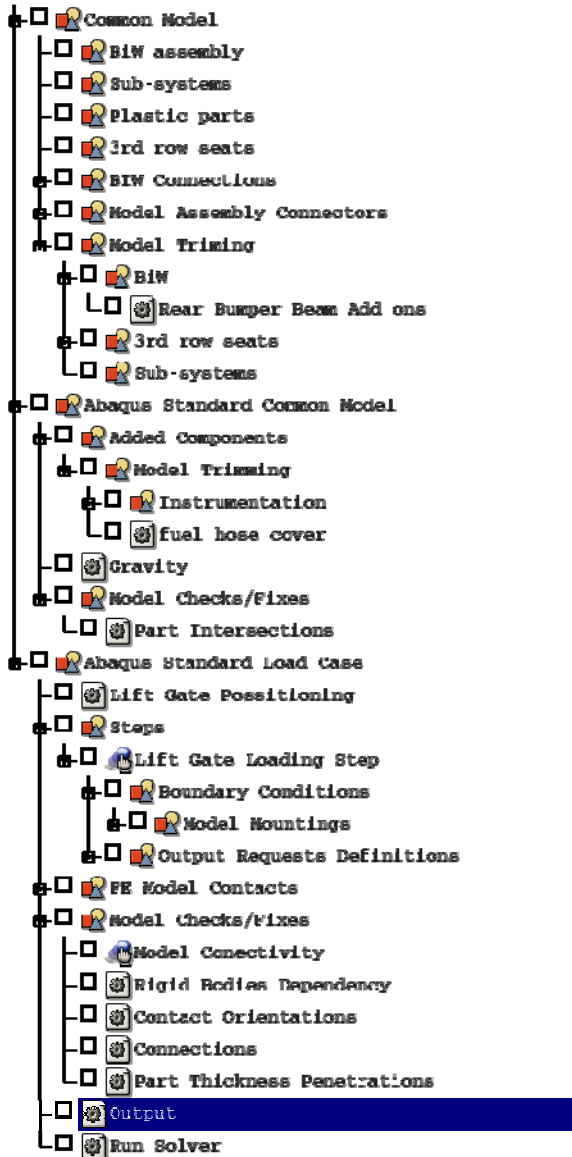 Common Model
BiW assembly
Sub-systems
Plastic parts
3rd row seats
BIW Connections
Model Assembly Connectors
Model Triming
BiW
Rear Bumper Beam Add ons
3rd row seats
Sub-systems
Abaqus Standard Common Model
Added Components
Model Trimming
Instrumentation
fuel hose cover
Gravity
Model Checks/Fixes
Part Intersections
Abaqus Standard Load Case
Lift Gate Possitioning
Steps
Lift Gate Loading Step
Boundary Conditions
Model Mountings
Output Requests Definitions
FE Model Contacts
Model Checks/Fixes
Model Conectivity
Rigid Bodies Dependency
Contact Orientations
Connections
Part Thickness Penetrations
Output
Run Solver